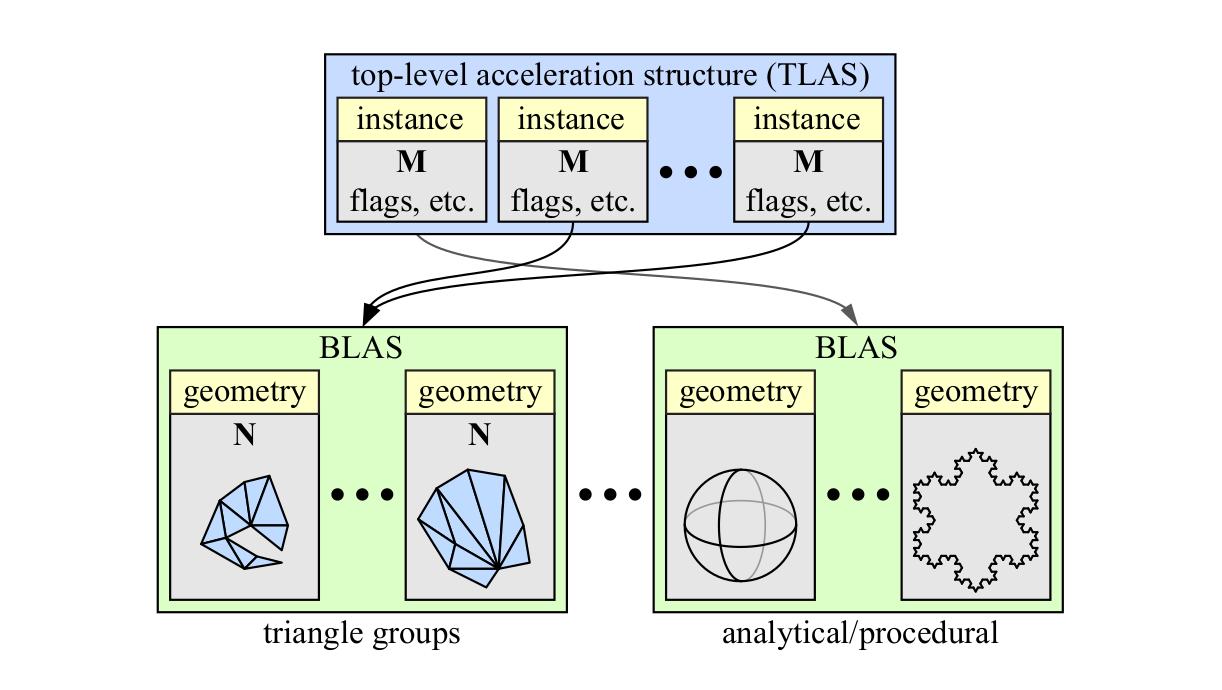 top-level acceleration structure (TLAS)
instance instance instance
M M M
flags, etc. flags, etc. flags, etc.
BLAS BLAS
geometry geometry geometry geometry
N N
triangle groups analytical/procedural